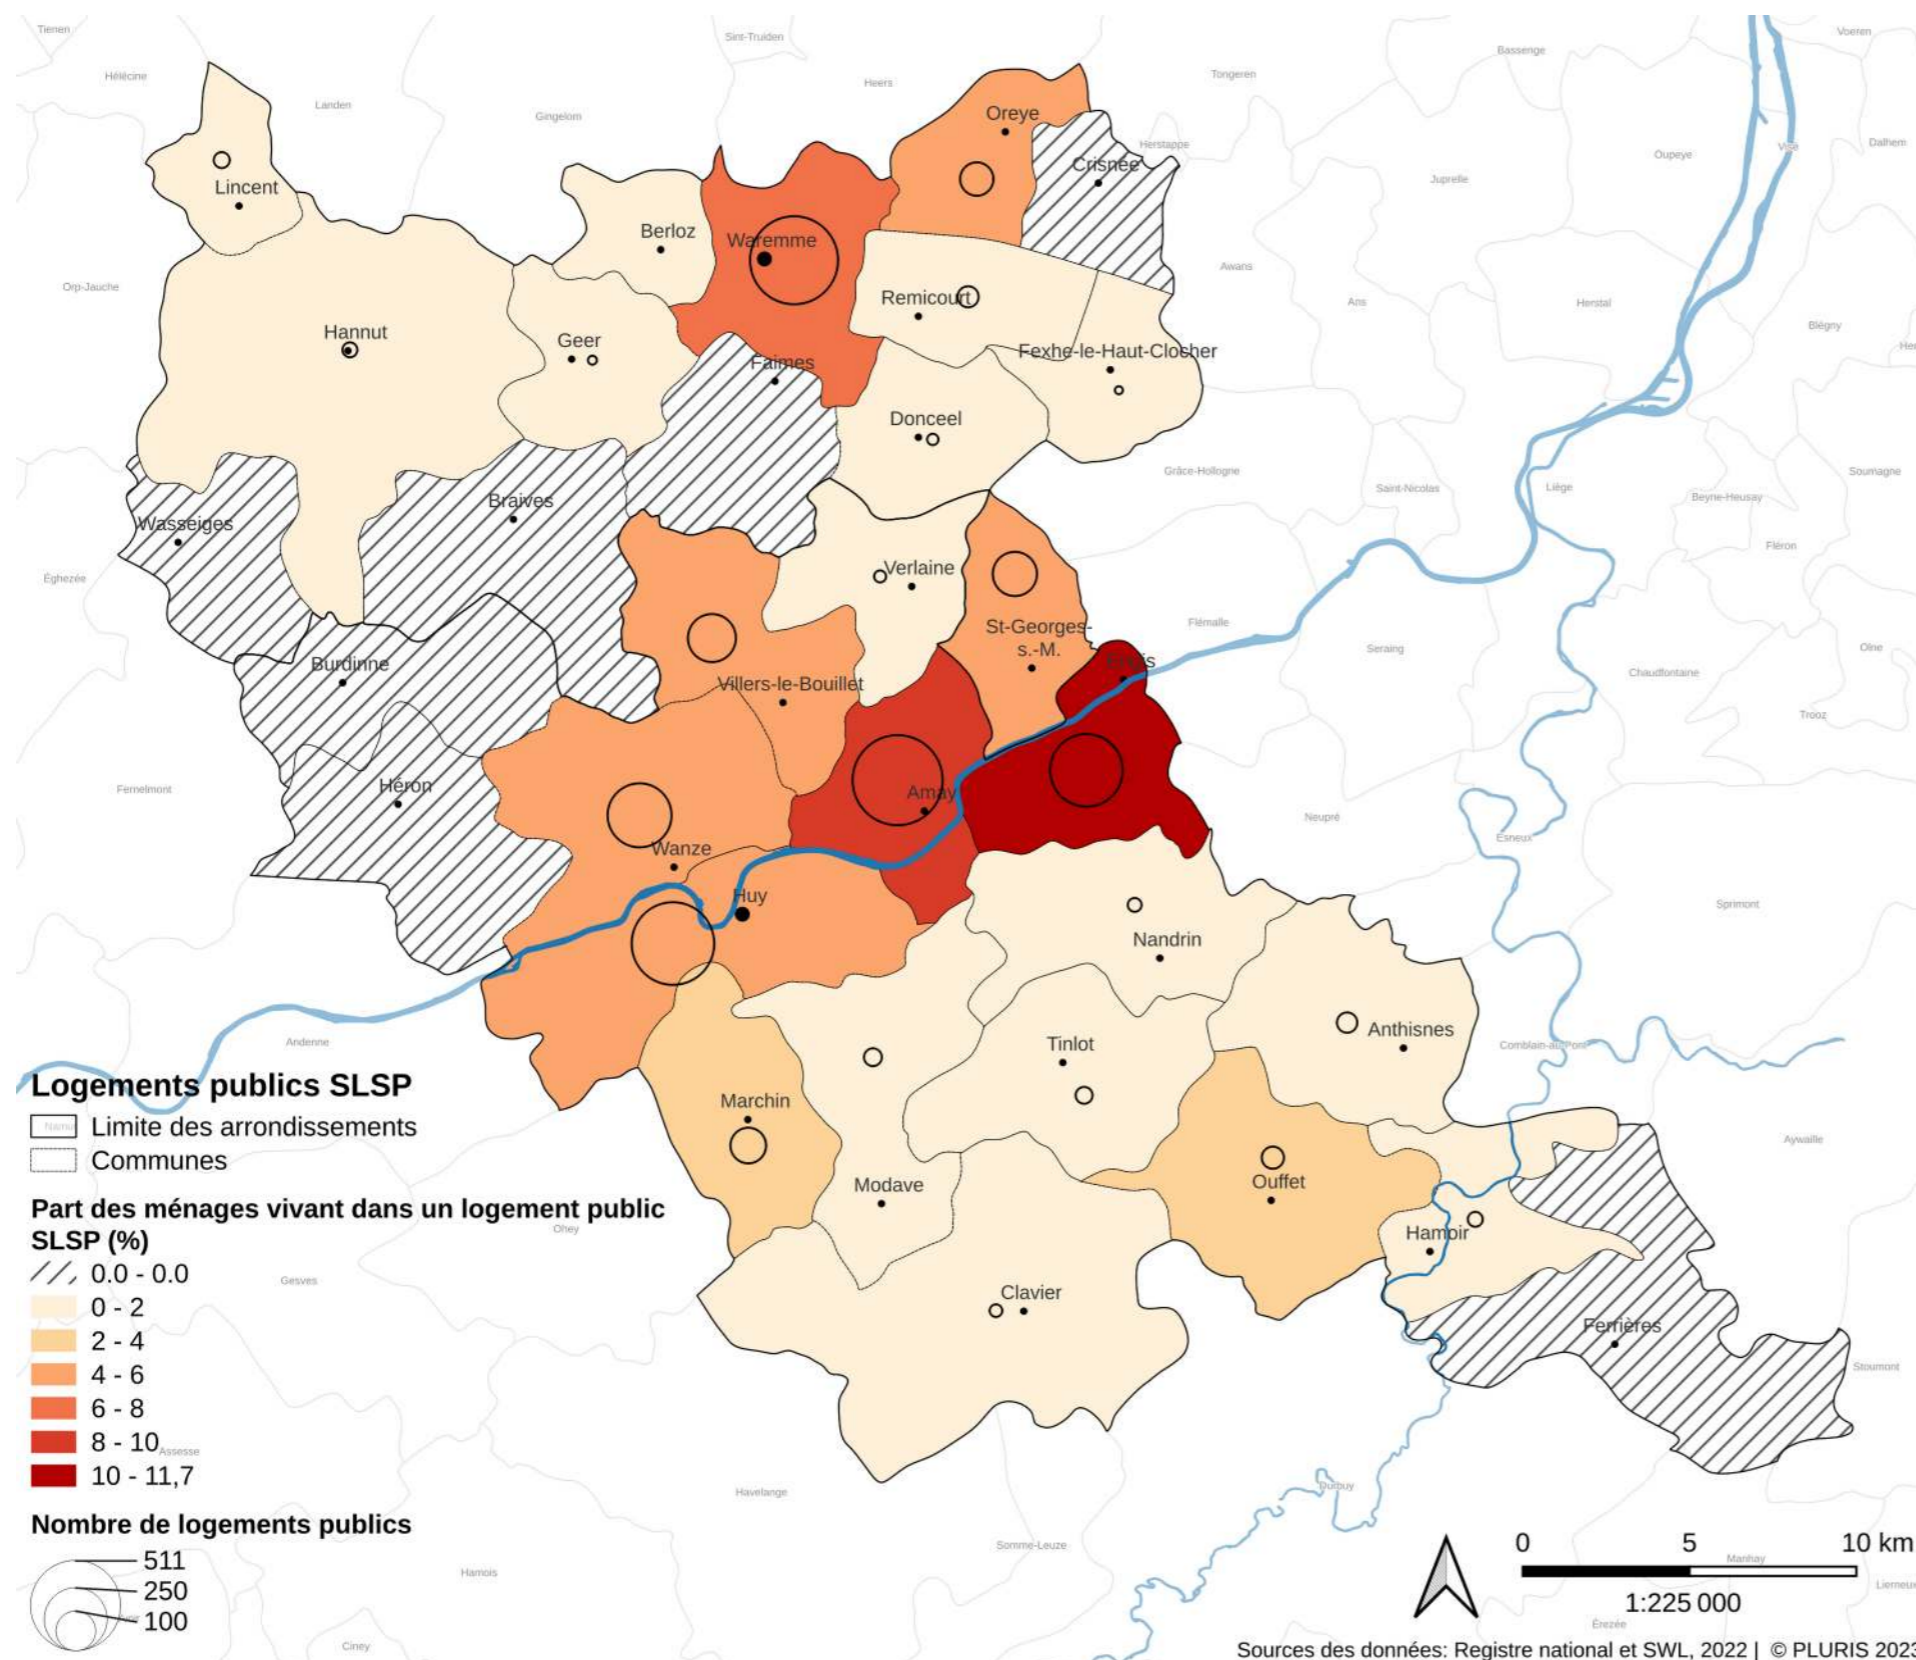 Tienen
Sint-Truiden
Voeren
Bassenge
Hélécine
Heers
Tongeren
Landen
Gingelom
Oreye
Herstappe
Visé
Dalhem
Crisnée
Oupeye
Juprelle
Lincent
Berloz
Waremme
Awans
Orp-Jauche
Remicourt
Ans
Herstal
Blégny
Hannut
Geer
Fexhe-le-Haut-Clocher
Faimes
Donceel
Grâce-Hollogne
Saint-Nicolas
Liège
Beyne-Heusay
Soumagne
Braives
Wasseiges
Fléron
Éghezée
Verlaine
St-Georges-
s.-M.
Flémalle
Seraing
Olne
Burdinne
Engis
Chaudfontaine
Villers-le-Bouillet
Trooz
Fernelmont
Héron
Amay
Neupré
Esneux
Wanze
Huy
Sprimont
Nandrin
Andenne
Tinlot
Anthisnes
Comblain-au-Pont
Marchin
Aywaille
Modave
Ouffet
Ohey
Hamoir
Gesves
Clavier
Ferrières
Stoumont
Assesse
Havelange
Durbuy
Somme-Leuze
Hamois
Ciney
Manhay
Lierneux
Érezée
Logements publics SLSP
Namur
Limite des arrondissements
Communes
Part des ménages vivant dans un logement public
SLSP (%)
0.0 - 0.0
0 - 2
2 - 4
4 - 6
6 - 8
8 - 10
10 - 11,7
Nombre de logements publics
511
250
100
0 5 10 km
1:225 000
Sources des données: Registre national et SWL, 2022 | © PLURIS 2023